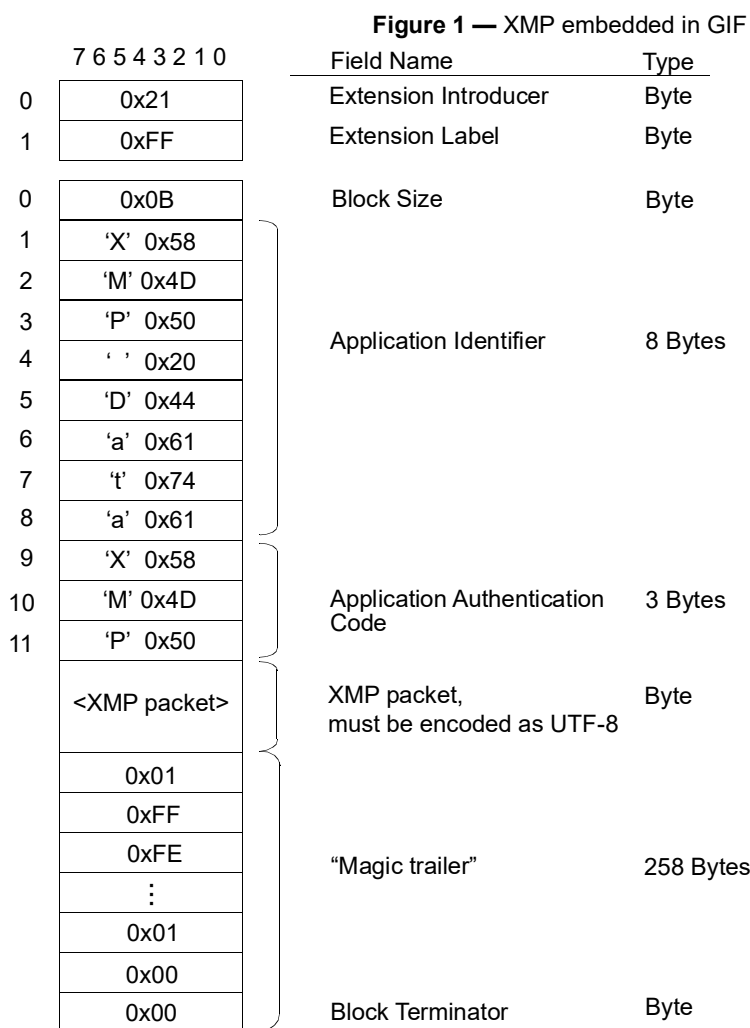 Figure 1 — XMP embedded in GIF
7 6 5 4 3 2 1 0 Field Name Type
0 0x21 Extension Introducer Byte
1 0xFF Extension Label Byte
0 0x0B Block Size Byte
1 ‘X’ 0x58
2 ‘M’ 0x4D
3 ‘P’ 0x50 Application Identifier 8 Bytes
4 ‘ ’ 0x20
5 ‘D’ 0x44
6 ‘a’ 0x61
7 ‘t’ 0x74
8 ‘a’ 0x61
9 ‘X’ 0x58
10 ‘M’ 0x4D Application Authentication 3 Bytes
Code
11 ‘P’ 0x50
<XMP packet> XMP packet, Byte
must be encoded as UTF-8
0x01
0xFF
0xFE “Magic trailer” 258 Bytes
⋮
0x01
0x00
0x00 Block Terminator Byte